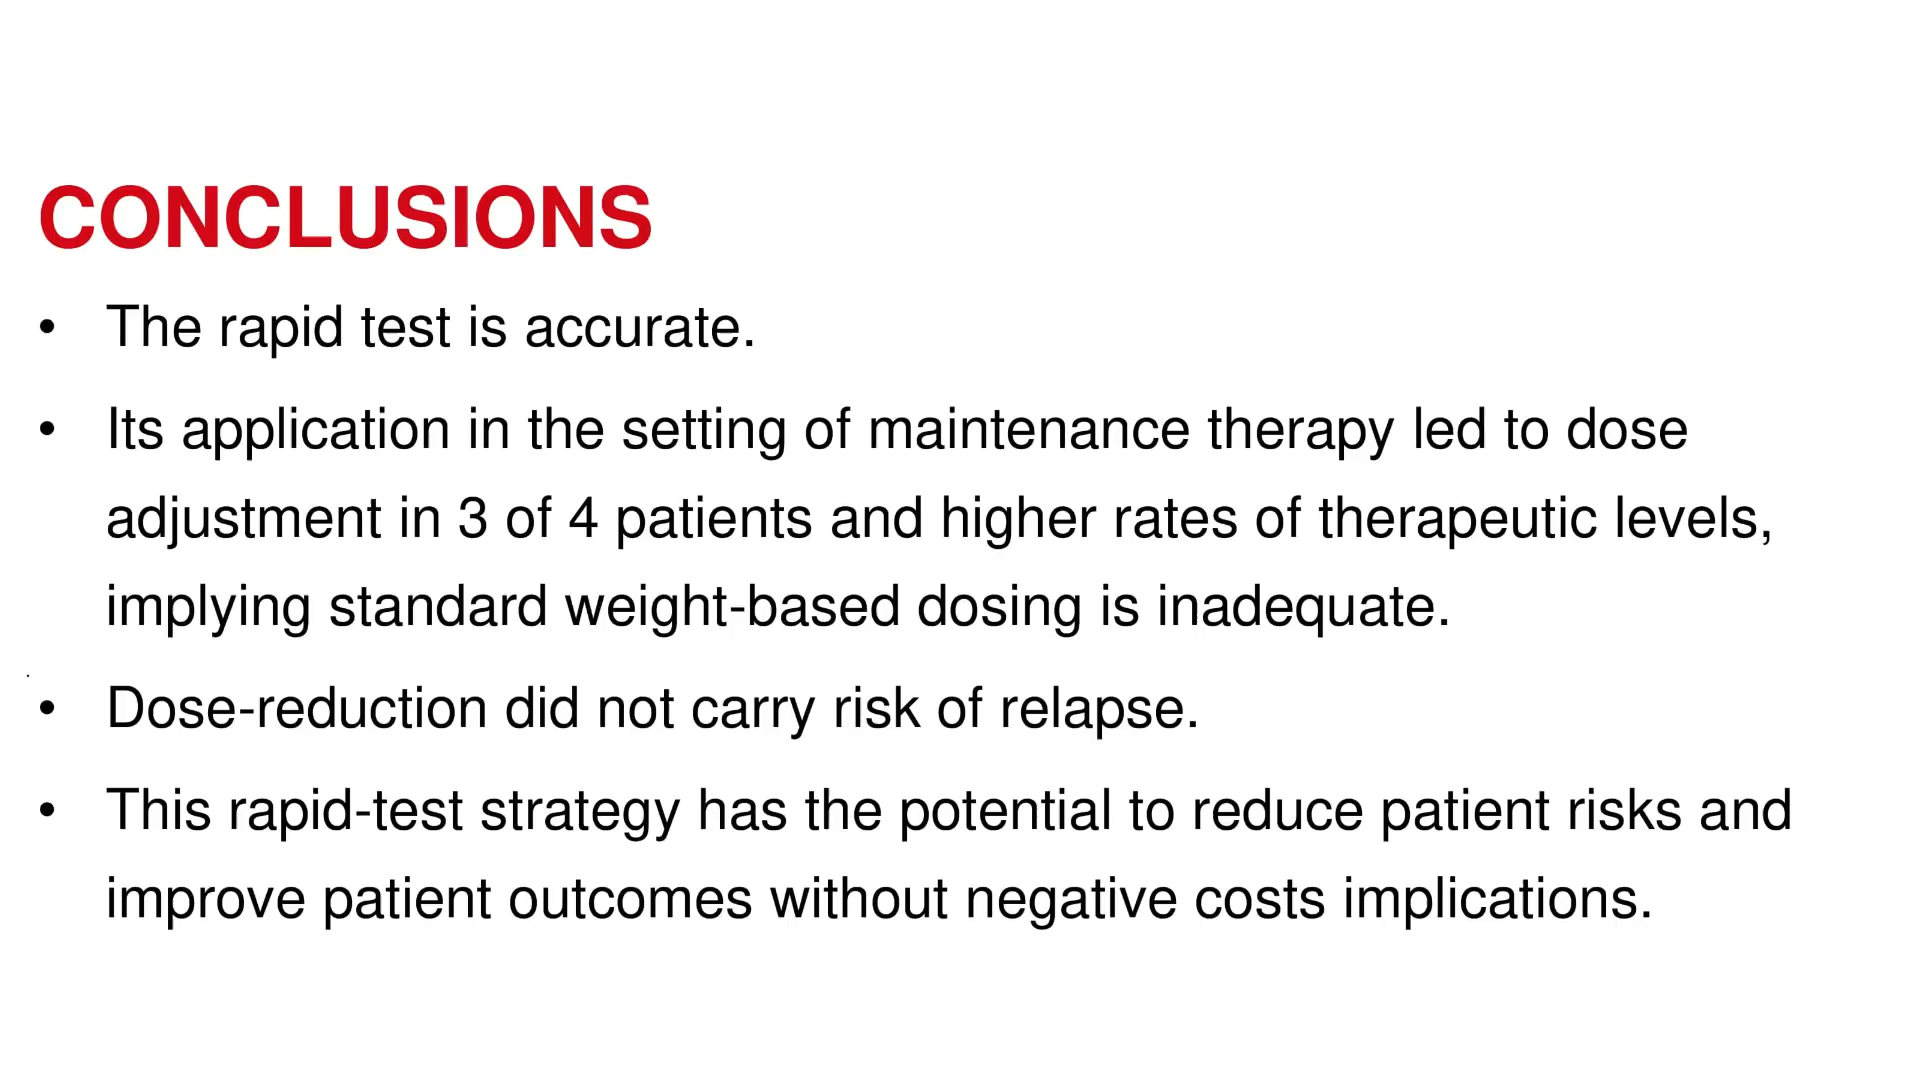 CONCLUSIONS
• The rapid test is accurate.
• Its application in the setting of maintenance therapy led to dose
adjustment in 3 of 4 patients and higher rates of therapeutic levels,
implying standard weight-based dosing is inadequate.
• Dose-reduction did not carry risk of relapse.
• This rapid-test strategy has the potential to reduce patient risks and
improve patient outcomes without negative costs implications.